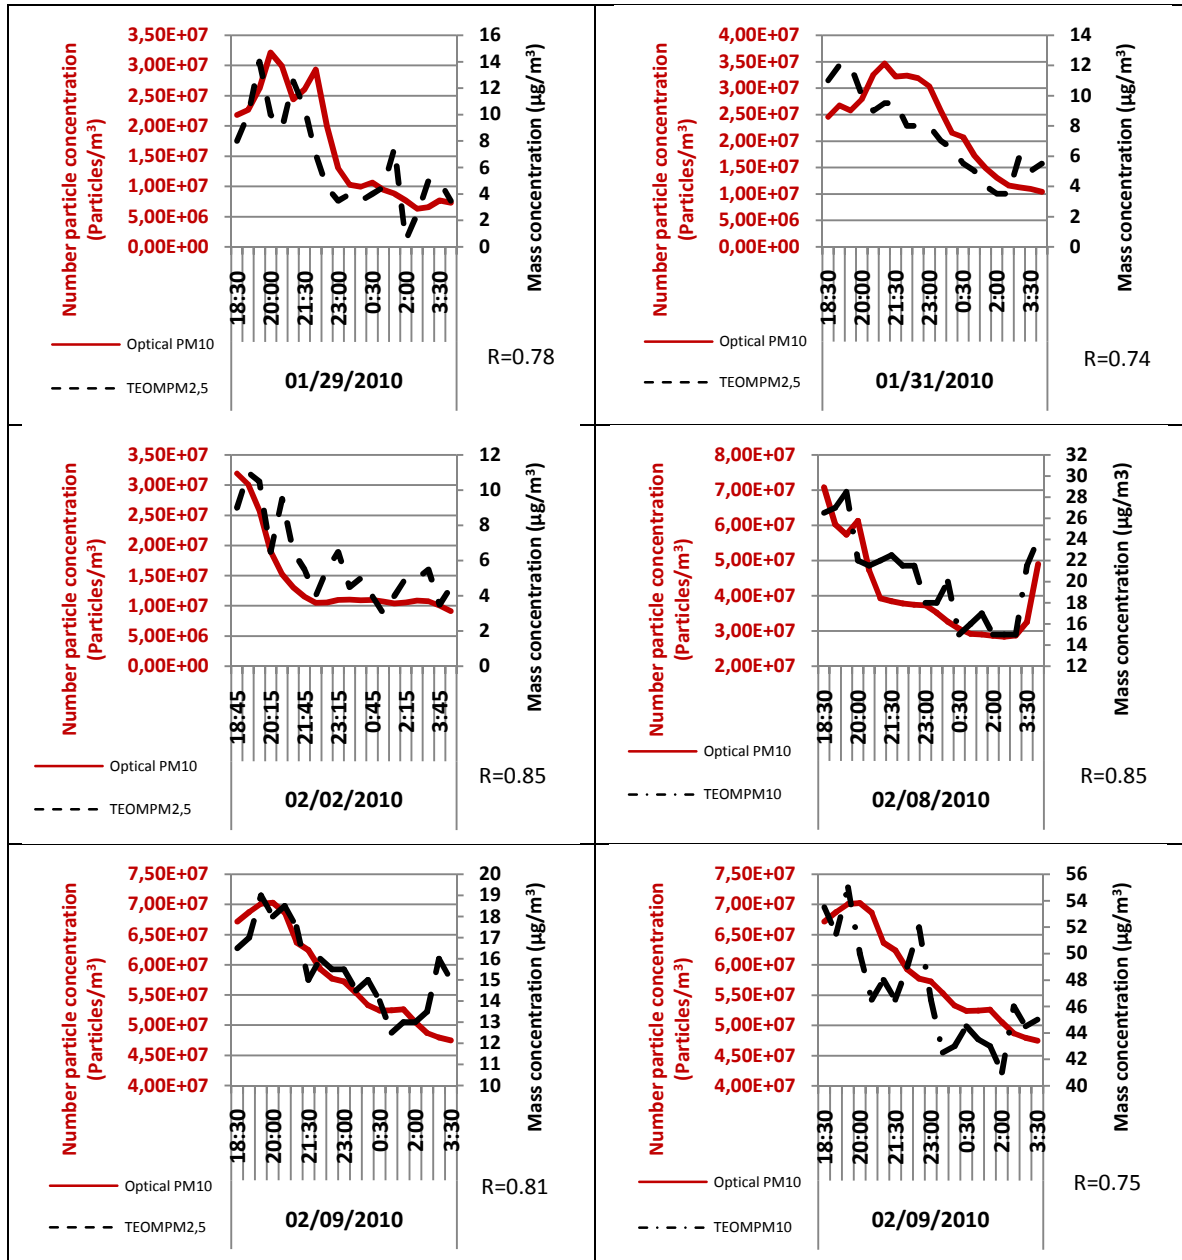 Number particle concentration
(Particles/m³)
3,50E+07
3,00E+07
2,50E+07
2,00E+07
1,50E+07
1,00E+07
5,00E+06
0,00E+00
16
14
12
10
8
6
4
2
0
Mass concentration (µg/m³)
18:30
20:00
21:30
23:00
0:30
2:00
3:30
Optical PM10
TEOMPM2,5
01/29/2010
R=0.78
Number particle concentration
(Particles/m³)
4,00E+07
3,50E+07
3,00E+07
2,50E+07
2,00E+07
1,50E+07
1,00E+07
5,00E+06
0,00E+00
14
12
10
8
6
4
2
0
Mass concentration (µg/m³)
18:30
20:00
21:30
23:00
0:30
2:00
3:30
Optical PM10
TEOMPM2,5
01/31/2010
R=0.74
Number particle concentration
(Particles/m³)
3,50E+07
3,00E+07
2,50E+07
2,00E+07
1,50E+07
1,00E+07
5,00E+06
0,00E+00
12
10
8
6
4
2
0
Mass concentration (µg/m³)
18:45
20:15
21:45
23:15
0:45
2:15
3:45
Optical PM10
TEOMPM2,5
02/02/2010
R=0.85
Number particle concentration
(Particles/m³)
8,00E+07
7,00E+07
6,00E+07
5,00E+07
4,00E+07
3,00E+07
2,00E+07
32
30
28
26
24
22
20
18
16
14
12
Mass concentration (µg/m3)
18:30
20:00
21:30
23:00
0:30
2:00
3:30
Optical PM10
TEOMPM10
02/08/2010
R=0.85
Number particle concentration
(Particles/m³)
7,50E+07
7,00E+07
6,50E+07
6,00E+07
5,50E+07
5,00E+07
4,50E+07
4,00E+07
20
19
18
17
16
15
14
13
12
11
10
Mass concentration (µg/m³)
18:30
20:00
21:30
23:00
0:30
2:00
3:30
Optical PM10
TEOMPM2,5
02/09/2010
R=0.81
Number particle concentration
(Particles/m³)
7,50E+07
7,00E+07
6,50E+07
6,00E+07
5,50E+07
5,00E+07
4,50E+07
4,00E+07
56
54
52
50
48
46
44
42
40
Mass concentration (µg/m³)
18:30
20:00
21:30
23:00
0:30
2:00
3:30
Optical PM10
TEOMPM10
02/09/2010
R=0.75